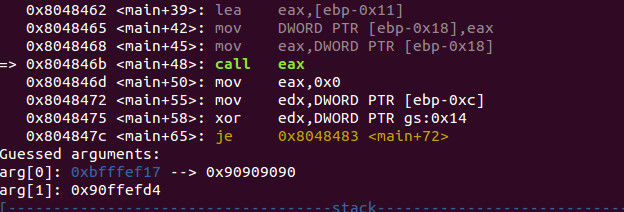 0x8048462 <main+39>: lea    eax,[ebp-0x11]
0x8048465 <main+42>: mov    DWORD PTR [ebp-0x18],eax
0x8048468 <main+45>: mov    eax,DWORD PTR [ebp-0x18]
=> 0x804846b <main+48>: call   eax
0x804846d <main+50>: mov    eax,0x0
0x8048472 <main+55>: mov    edx,DWORD PTR [ebp-0xc]
0x8048475 <main+58>: xor    edx,DWORD PTR gs:0x14
0x804847c <main+65>: je     0x8048483 <main+72>
Guessed arguments:
arg[0]: 0xbfffef17 --> 0x90909090
arg[1]: 0x90ffefd4
[------------------------------------stack-----------------------------